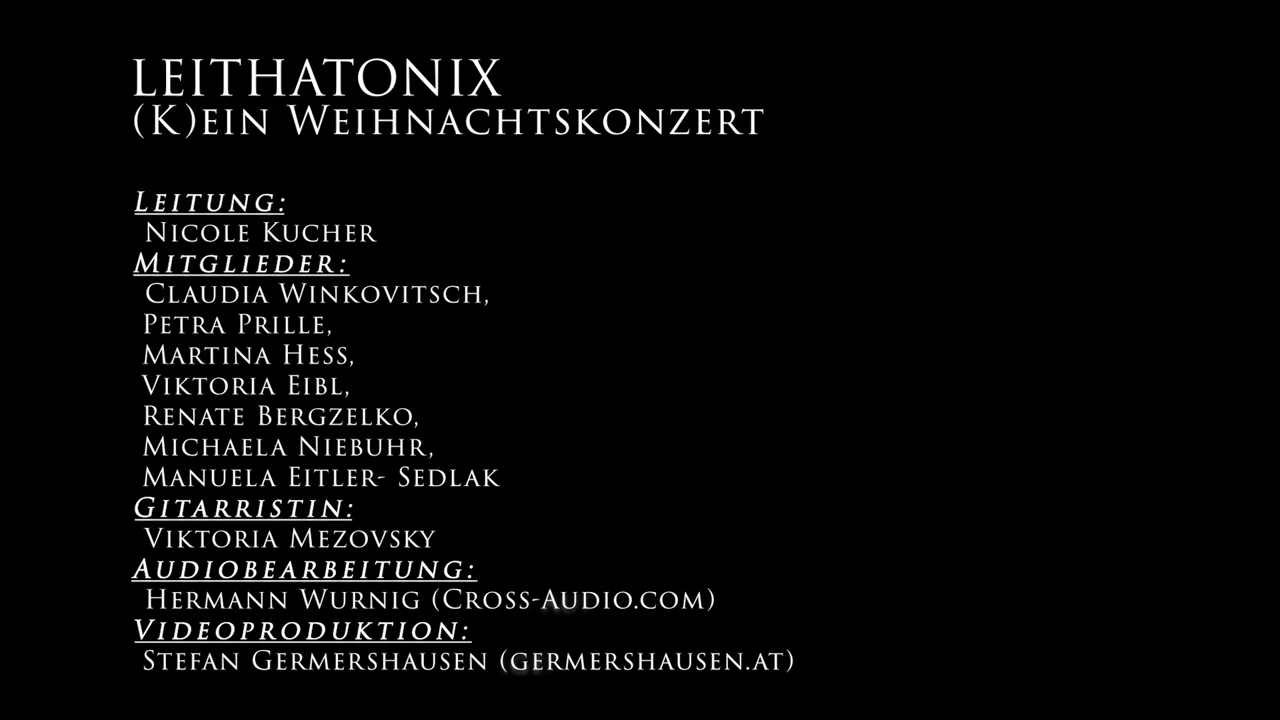 LEITHATONIX
(K)EIN WEIHNACHTSKONZERT
LEITUNG:
NICOLE KUCHER
MITGLIEDER:
CLAUDIA WINKOVITSCH,
PETRA PRILLE,
MARTINA HESS,
VIKTORIA EIBL,
RENATE BERGZELKO,
MICHAELA NIEBUHR,
MANUELA EITLER- SEDLAK
GITARRISTIN:
VIKTORIA MEZOVSKY
AUDIOBEARBEITUNG:
HERMANN WURNIG (CROSS-AUDIO.COM)
VIDEOPRODUKTION:
STEFAN GERMERSHAUSEN (GERMERSHAUSEN.AT)